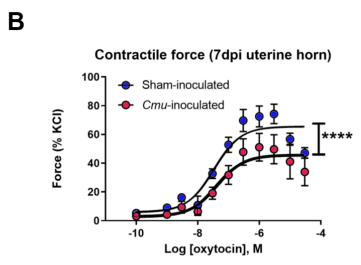 B
Contractile force (7dpi uterine horn)
Sham-inoculated
Cmu-inoculated
Force (% KCl)
100
80
60
40
20
0
****
-10
-8
-6
-4
Log [oxytocin], M